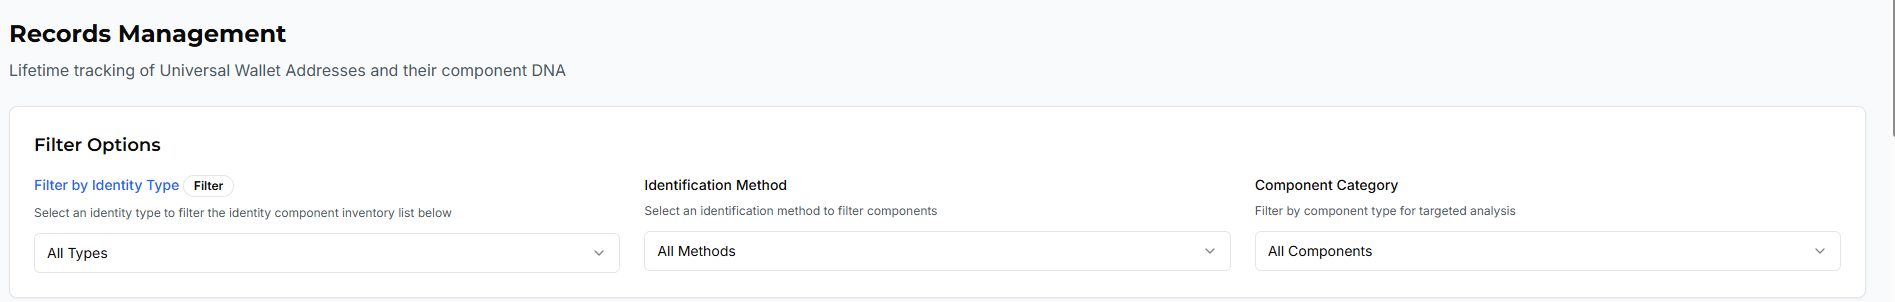 Records Management
Lifetime tracking of Universal Wallet Addresses and their component DNA
Filter Options
Filter by Identity Type Filter
Select an identity type to filter the identity component inventory list below
All Types
Identification Method
Select an identification method to filter components
All Methods
Component Category
Filter by component type for targeted analysis
All Components